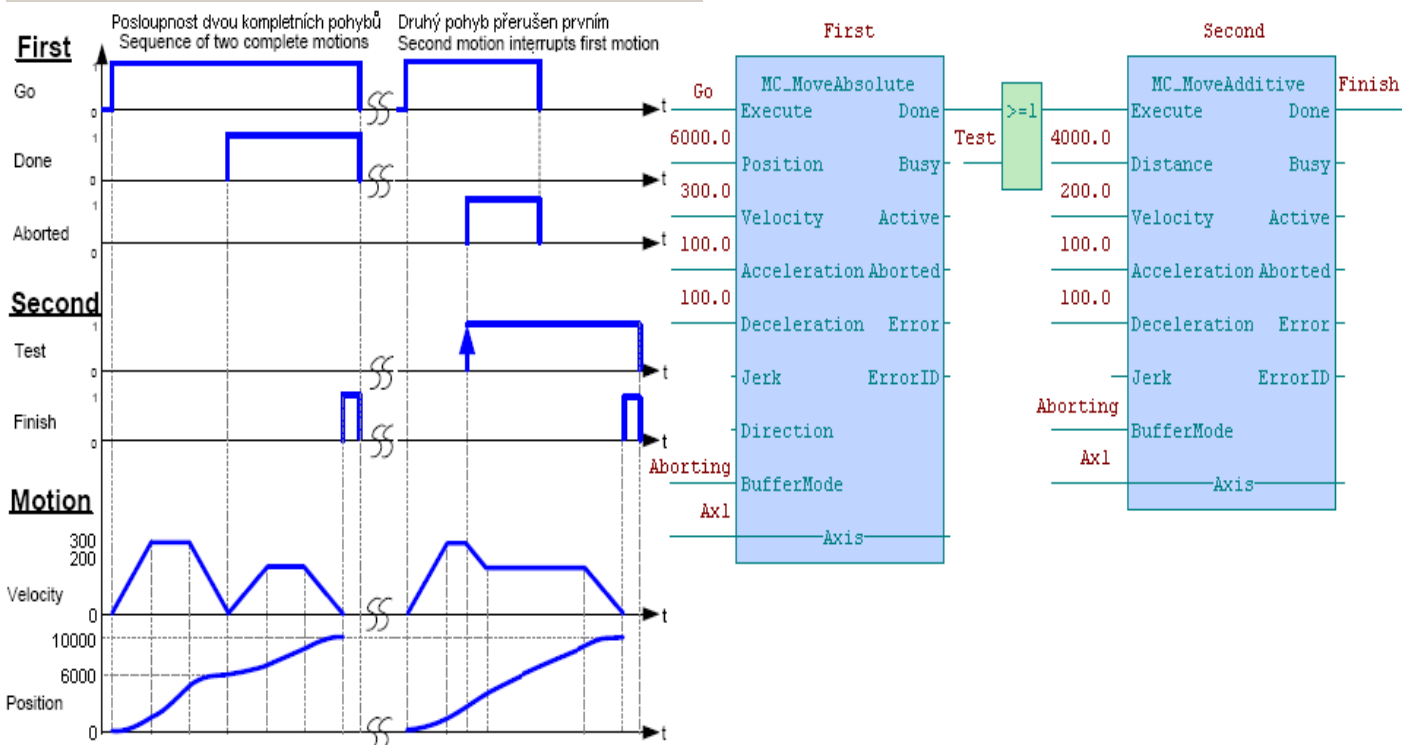 Posloupnost dvou kompletních pohybů
Sequence of two complete motions
Druhý pohyb přerušen prvním
Second motion interrupts first motion
First
Go
1
0
t
Done
1
0
t
Aborted
1
0
t
Second
Test
1
0
t
Finish
1
0
t
Motion
300
200
Velocity
0
t
10000
6000
Position
0
t
First
MC_MoveAbsolute
Go
Execute Done
6000.0
Position Busy
300.0
Velocity Active
100.0
Acceleration Aborted
100.0
Deceleration Error
Jerk ErrorID
Direction
Aborting
BufferMode
Ax1
Axis
Test
>=1
Second
MC_MoveAdditive
Finish
Execute Done
4000.0
Distance Busy
200.0
Velocity Active
100.0
Acceleration Aborted
100.0
Deceleration Error
Jerk ErrorID
Aborting
BufferMode
Ax1
Axis